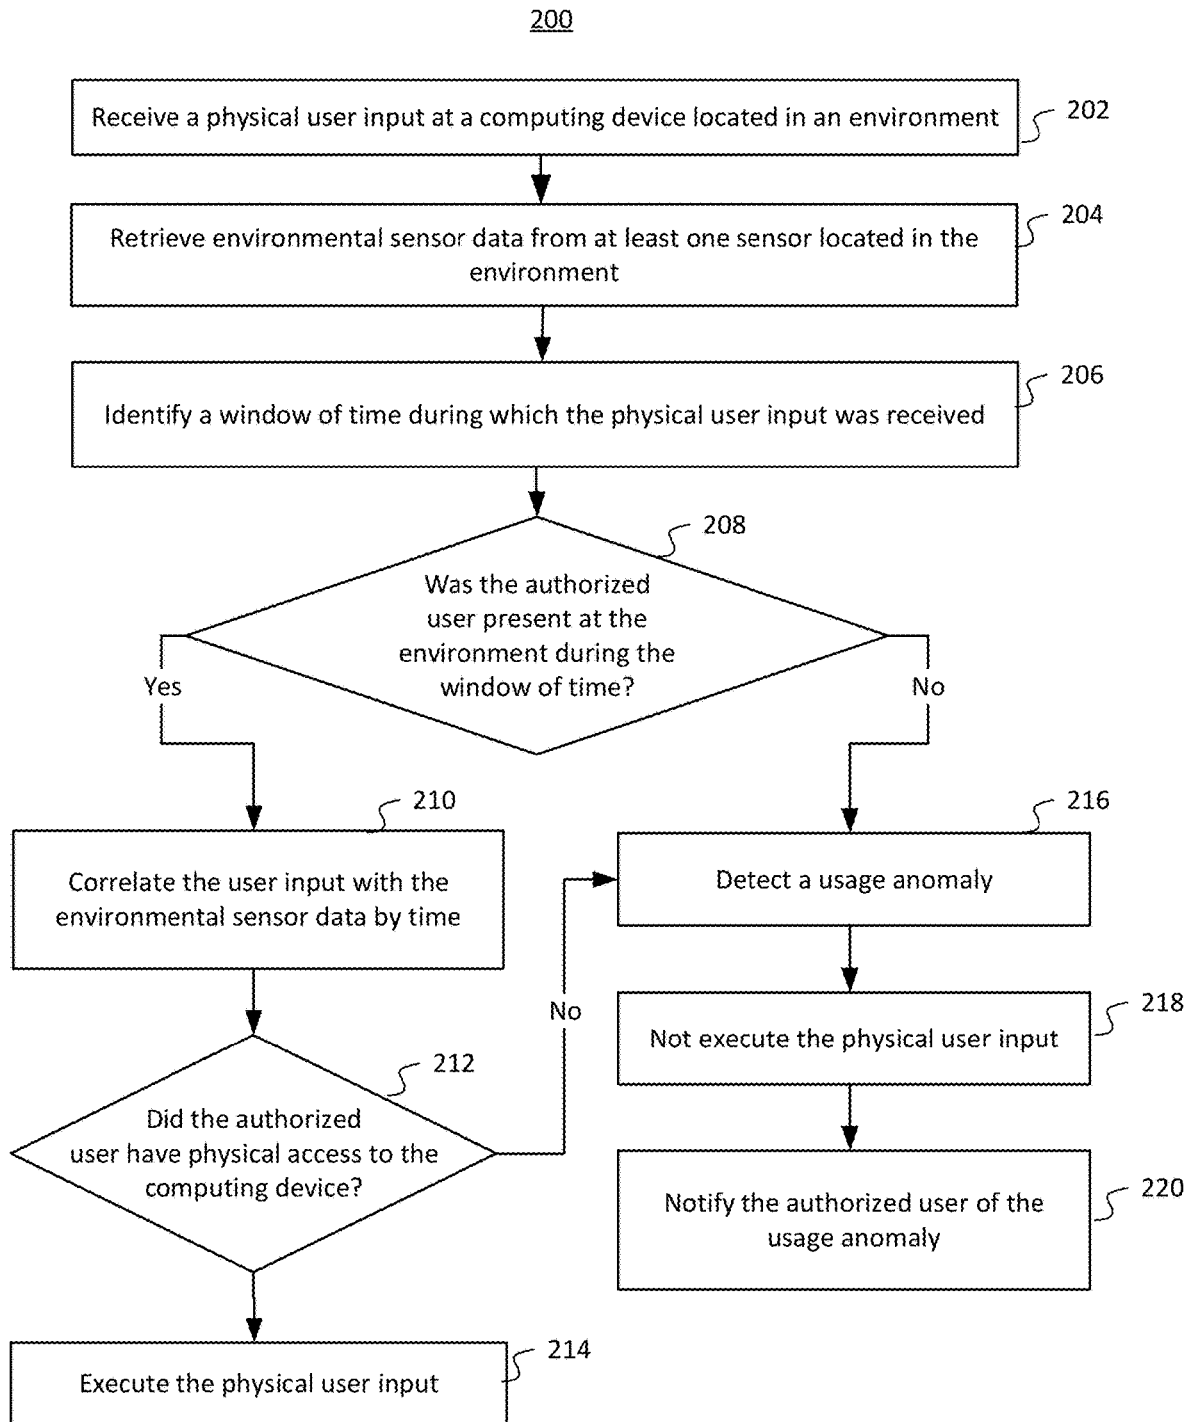 200
Receive a physical user input at a computing device located in an environment
202
Retrieve environmental sensor data from at least one sensor located in the
environment
204
Identify a window of time during which the physical user input was received
206
208
Was the authorized
user present at the
environment during the
window of time?
Yes
No
210
Correlate the user input with the
environmental sensor data by time
216
Detect a usage anomaly
No
218
Not execute the physical user input
212
Did the authorized
user have physical access to the
computing device?
220
Notify the authorized user of the
usage anomaly
214
Execute the physical user input